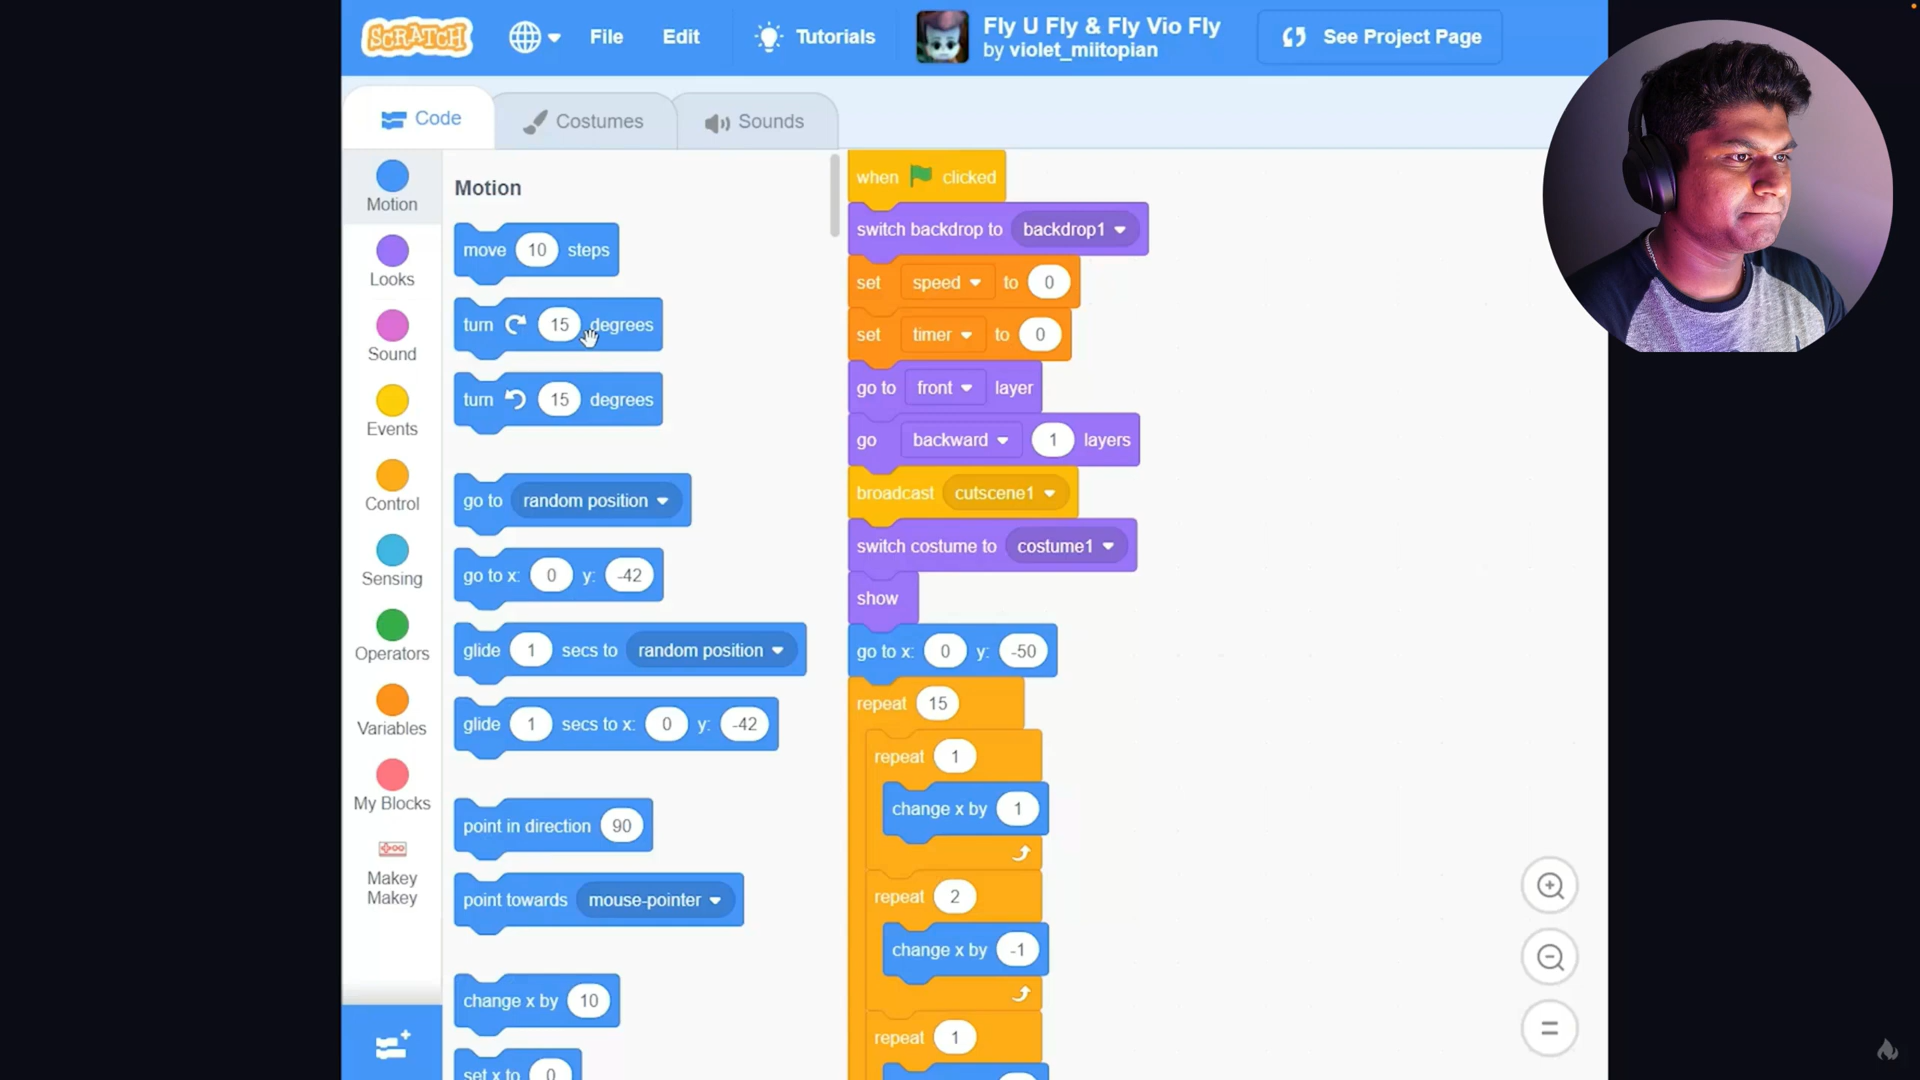 SCRATCH
File
Edit
Tutorials
Fly U Fly & Fly Vio Fly
by violet_miitopian
See Project Page
Code
Costumes
Sounds
Motion
Looks
Sound
Events
Control
Sensing
Operators
Variables
My Blocks
Makey
Makey
Motion
move 10 steps
turn 15 degrees
turn 15 degrees
go to random position
go to x: 0 y: -42
glide 1 secs to random position
glide 1 secs to x: 0 y: -42
point in direction 90
point towards mouse-pointer
change x by 10
set x to 0
when clicked
switch backdrop to backdrop1
set speed to 0
set timer to 0
go to front layer
go backward 1 layers
broadcast cutscene1
switch costume to costume1
show
go to x: 0 y: -50
repeat 15
repeat 1
change x by 1
repeat 2
change x by -1
repeat 1